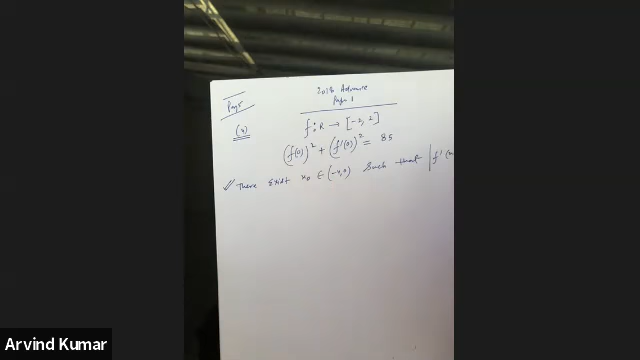 2018 Advance
Paper 1
Page 5
(4)
f: R → [-2, 2]
(f(0))² + (f'(0))² = 85
✓ There exist x₀ ∈ (-4,0) Such that |f'(x
Arvind Kumar